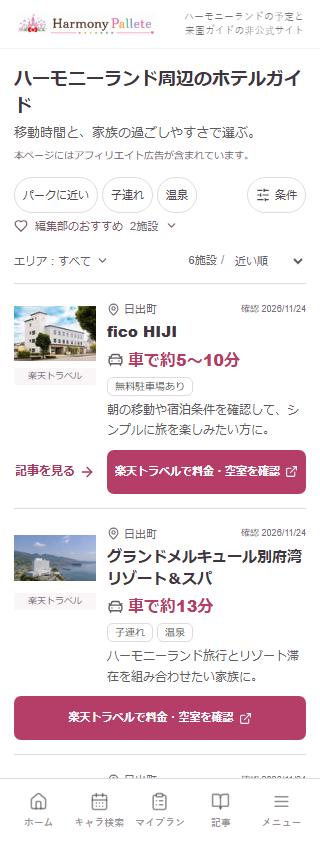 Harmony Pallete
ハーモニーランドの予定と
来園ガイドの非公式サイト
ハーモニーランド周辺のホテルガイ
ド
移動時間と、家族の過ごしやすさで選ぶ。
本ページにはアフィリエイト広告が含まれています。
パークに近い 子連れ 温泉 条件
編集部のおすすめ 2施設
エリア：すべて 6施設 / 近い順
日出町 確認 2026/11/24
fico HIJI
車で約5〜10分
無料駐車場あり
楽天トラベル
朝の移動や宿泊条件を確認して、シ
ンプルに旅を楽しみたい方に。
記事を見る 楽天トラベルで料金・空室を確認
日出町 確認 2026/11/24
グランドメルキュール別府湾
リゾート＆スパ
車で約13分
楽天トラベル
子連れ 温泉
ハーモニーランド旅行とリゾート滞
在を組み合わせたい家族に。
楽天トラベルで料金・空室を確認
ホーム キャラ検索 マイプラン 記事 メニュー